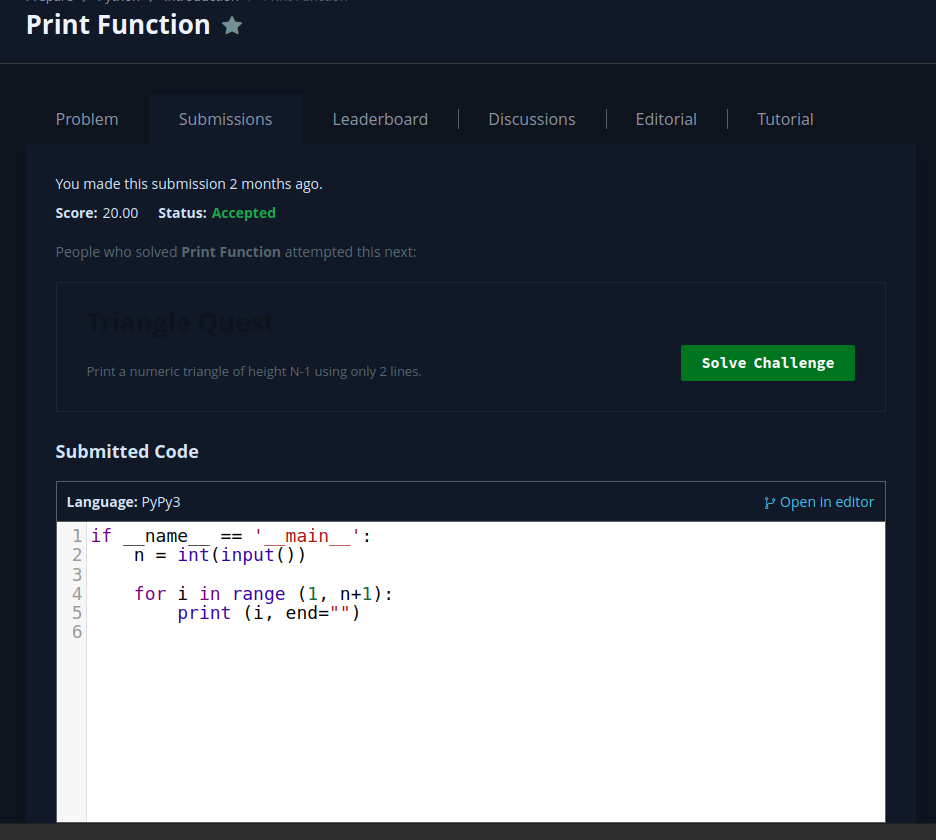 Print Function
Problem Submissions Leaderboard Discussions Editorial Tutorial
You made this submission 2 months ago.
Score: 20.00 Status: Accepted
People who solved Print Function attempted this next:
Triangle Quest
Print a numeric triangle of height N-1 using only 2 lines.
Solve Challenge
Submitted Code
Language: PyPy3 Open in editor
1 if __name__ == '__main__':
2     n = int(input())
3
4     for i in range (1, n+1):
5         print (i, end="")
6